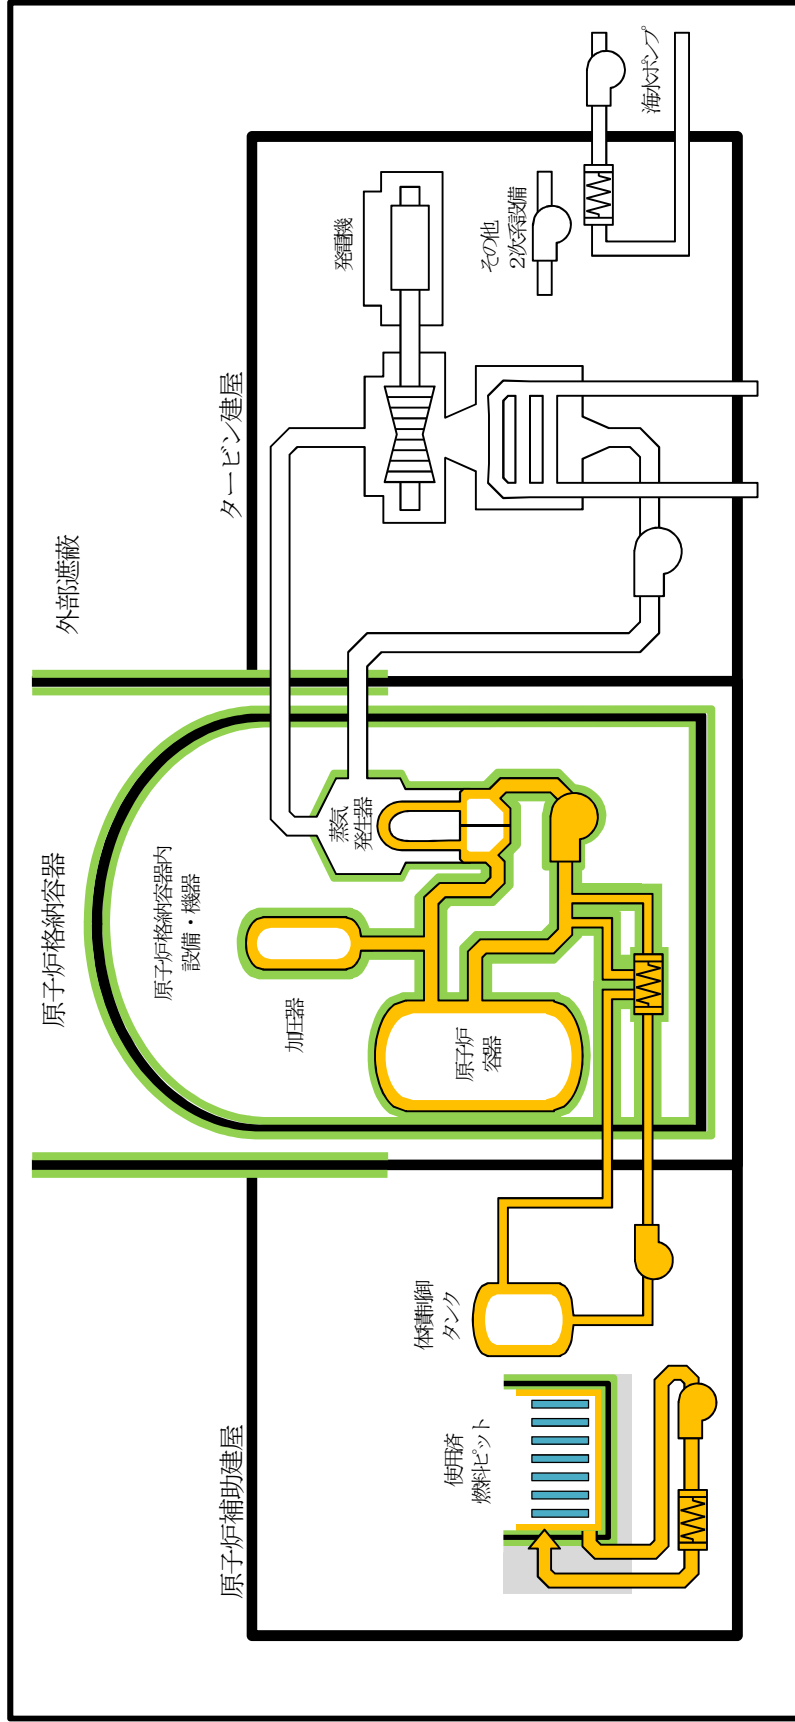 原子炉補助建屋
使用済
燃料ピット
体積制御
タンク
原子炉格納容器
原子炉格納容器内
設備・機器
加圧器
原子炉
容器
蒸気
発生器
外部遮蔽
タービン建屋
発電機
その他
2次系設備
海水ポンプ